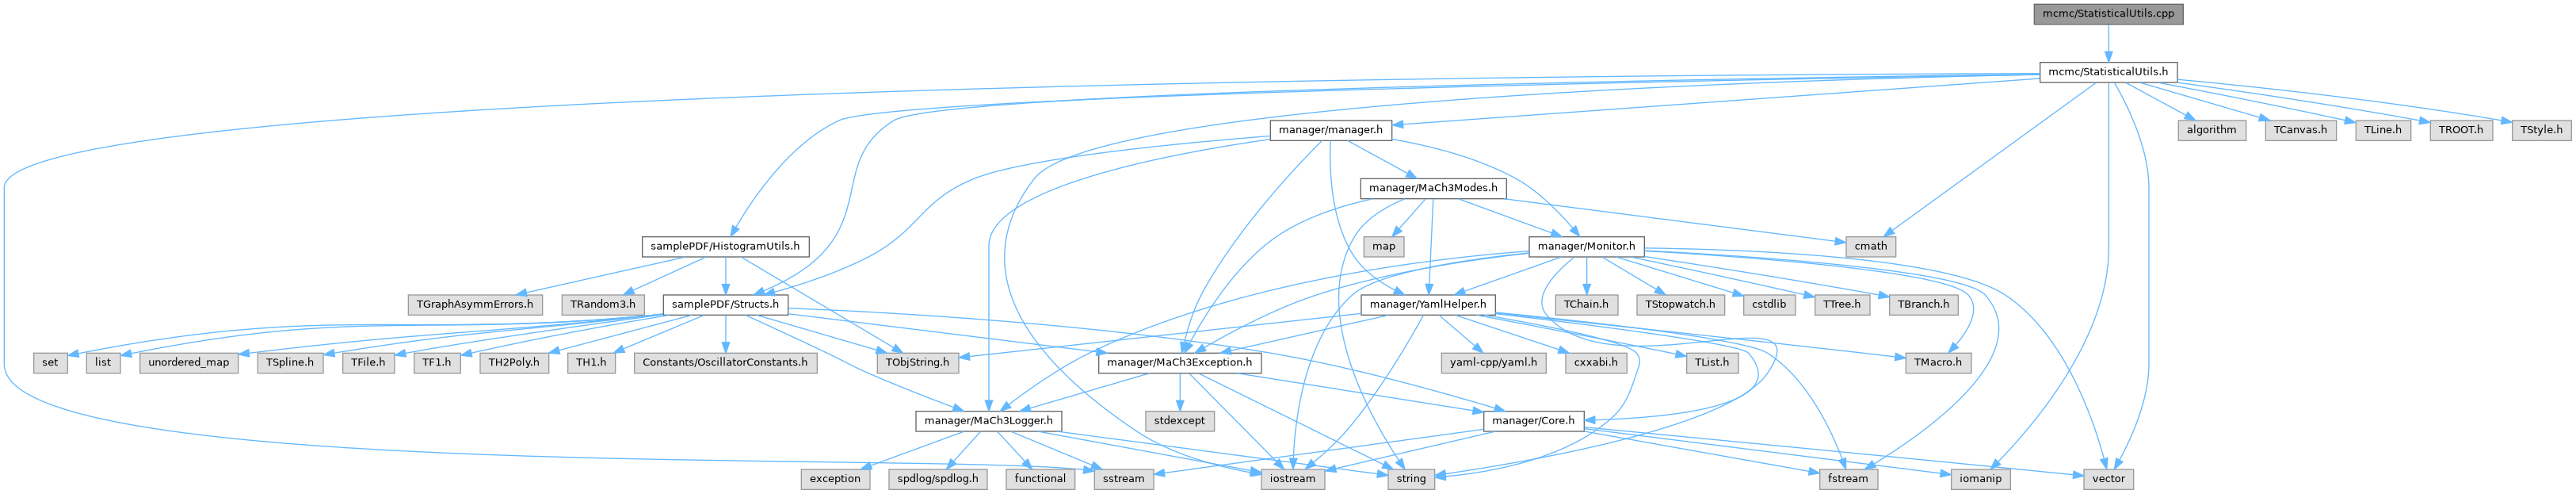 mcmc/StatisticalUtils.cpp
mcmc/StatisticalUtils.h
manager/manager.h
algorithm
TCanvas.h
TLine.h
TROOT.h
TStyle.h
manager/MaCh3Modes.h
samplePDF/HistogramUtils.h
map
manager/Monitor.h
cmath
TGraphAsymmErrors.h
TRandom3.h
samplePDF/Structs.h
manager/YamlHelper.h
TChain.h
TStopwatch.h
cstdlib
TTree.h
TBranch.h
set
list
unordered_map
TSpline.h
TFile.h
TF1.h
TH2Poly.h
TH1.h
Constants/OscillatorConstants.h
TObjString.h
manager/MaCh3Exception.h
yaml-cpp/yaml.h
cxxabi.h
TList.h
TMacro.h
manager/MaCh3Logger.h
stdexcept
manager/Core.h
exception
spdlog/spdlog.h
functional
sstream
iostream
string
fstream
iomanip
vector